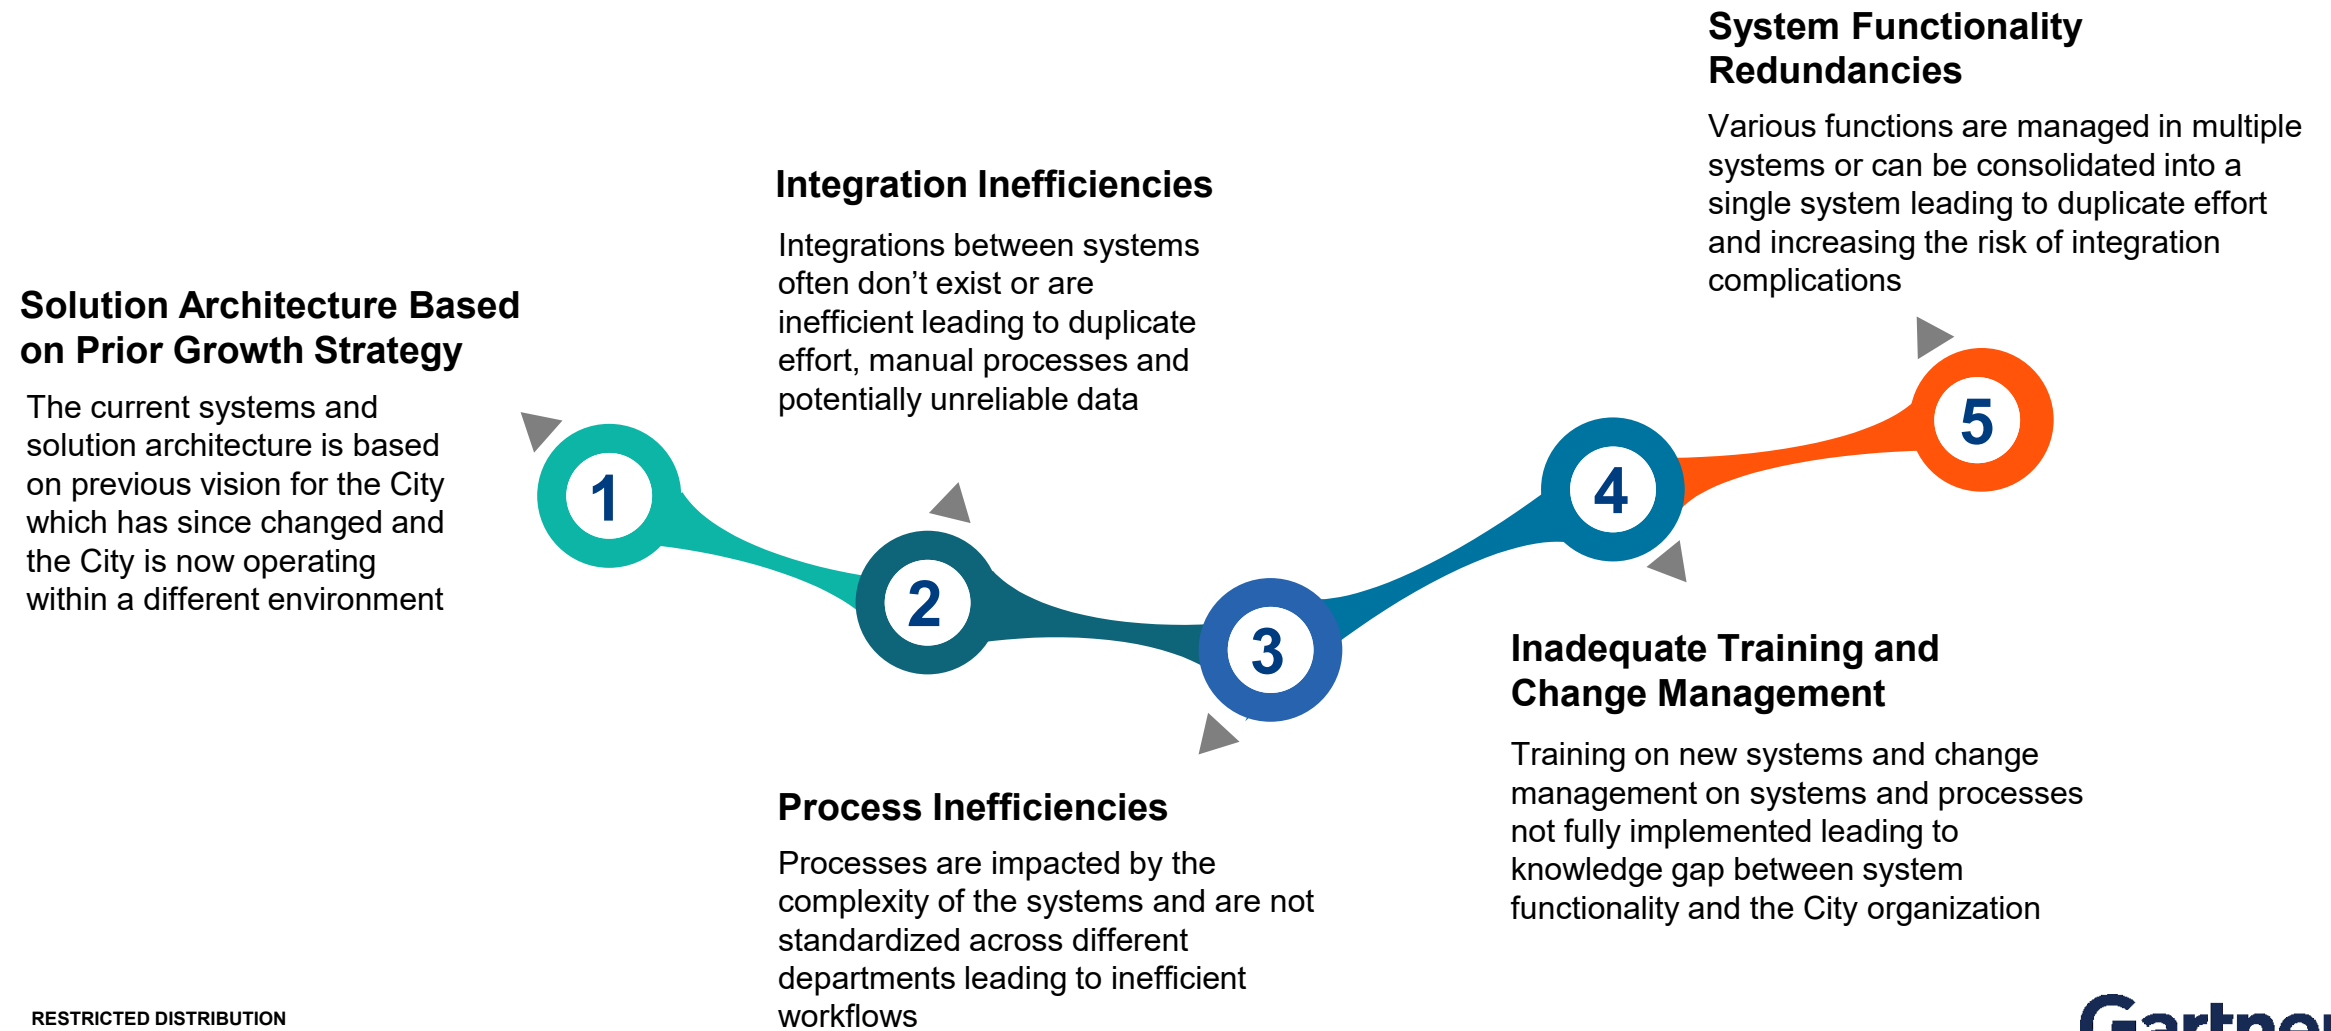 Solution Architecture Based
on Prior Growth Strategy
The current systems and
solution architecture is based
on previous vision for the City
which has since changed and
the City is now operating
within a different environment
1
Integration Inefficiencies
Integrations between systems
often don’t exist or are
inefficient leading to duplicate
effort, manual processes and
potentially unreliable data
2
3
Process Inefficiencies
Processes are impacted by the
complexity of the systems and are not
standardized across different
departments leading to inefficient
workflows
4
Inadequate Training and
Change Management
Training on new systems and change
management on systems and processes
not fully implemented leading to
knowledge gap between system
functionality and the City organization
System Functionality
Redundancies
Various functions are managed in multiple
systems or can be consolidated into a
single system leading to duplicate effort
and increasing the risk of integration
complications
5
RESTRICTED DISTRIBUTION
Gartner